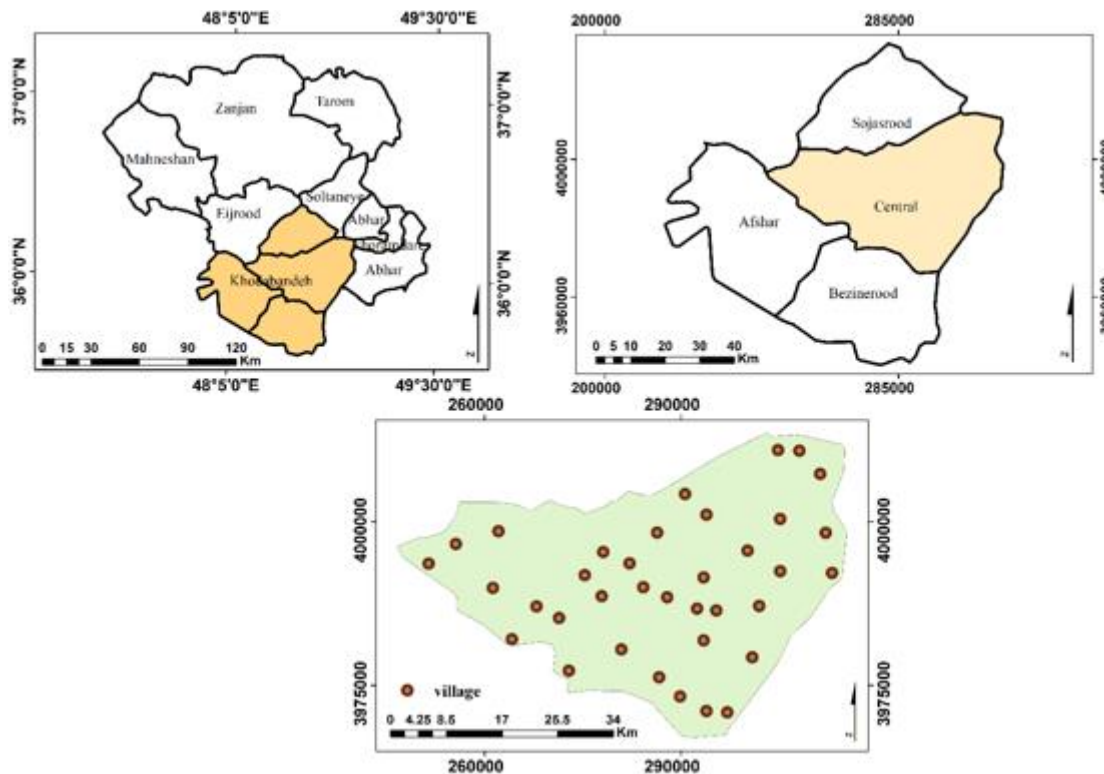 48°5'0"E 49°30'0"E
37°0'0"N 37°0'0"N
36°0'0"N 36°0'0"N
Zanjan
Tarom
Mahneshan
Soltaneye
Eijrood
Abhar
Khodabandeh
Abhar
0 15 30 60 90 120
Km
z
48°5'0"E 49°30'0"E
200000 285000
4000000
3960000
Sojasrood
Central
Afshar
Bezinerood
0 5 10 20 30 40
Km
z
200000 285000
260000 290000
4000000 4000000
3975000 3975000
village
0 4.25 8.5 17 25.5 34
Km
z
260000 290000